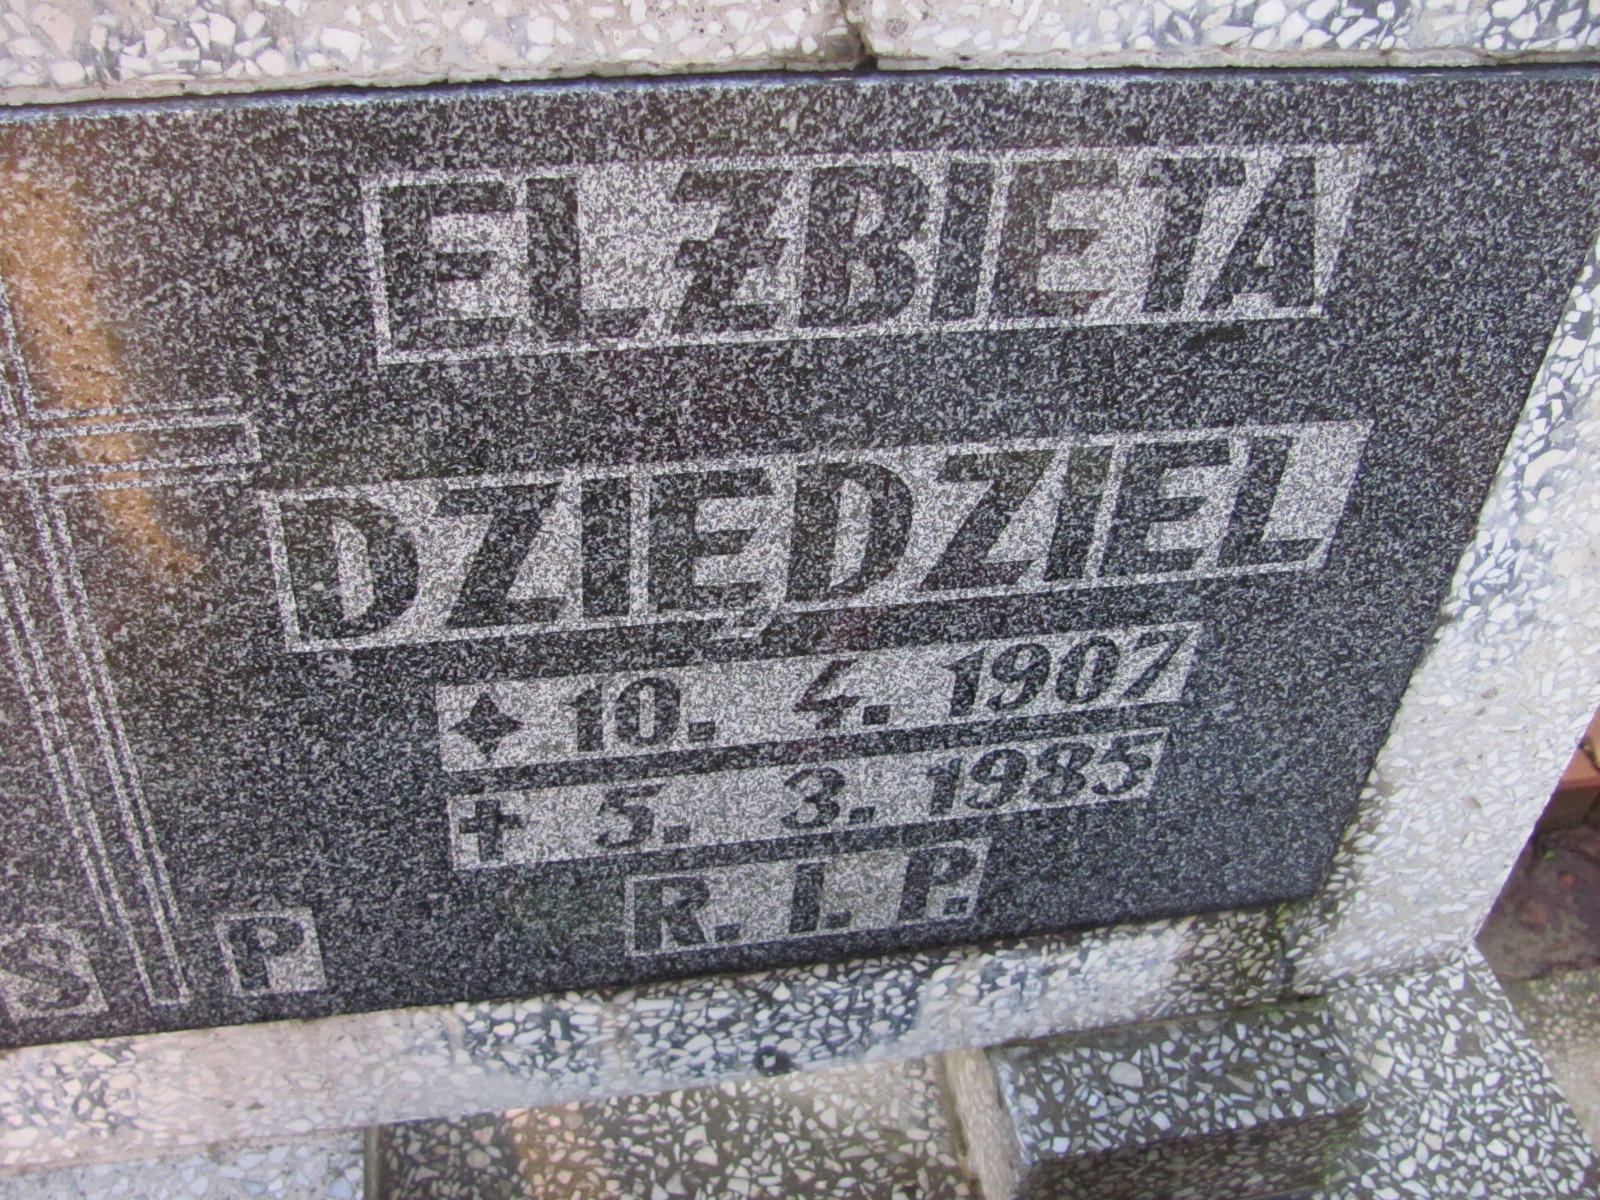 ELŻBIETA
DZIĘDZIEL
✦ 10. 4. 1907
+ 5. 3. 1985
R. I. P.
S P